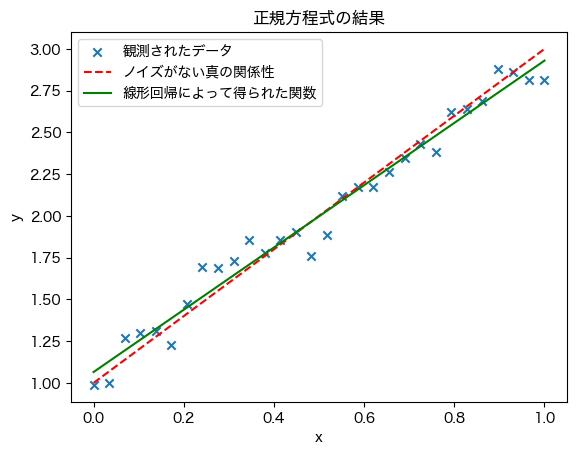 正規方程式の結果
観測されたデータ
ノイズがない真の関係性
線形回帰によって得られた関数
3.00
2.75
2.50
2.25
2.00
1.75
1.50
1.25
1.00
y
0.0 0.2 0.4 0.6 0.8 1.0
x